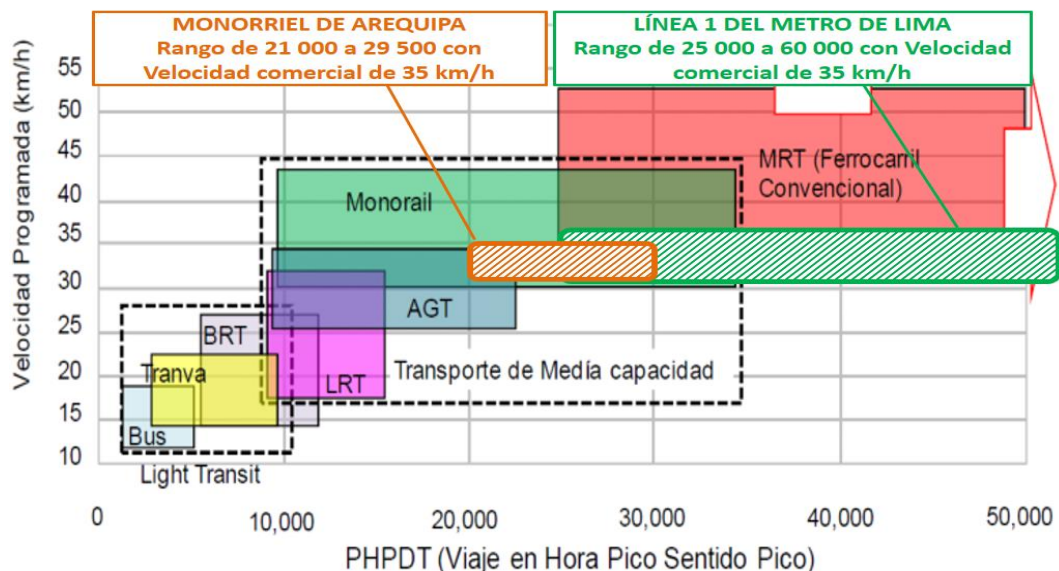 MONORRIEL DE AREQUIPA
Rango de 21 000 a 29 500 con
Velocidad comercial de 35 km/h
LÍNEA 1 DEL METRO DE LIMA
Rango de 25 000 a 60 000 con Velocidad
comercial de 35 km/h
Velocidad Programada (km/h)
55
50
45
40
35
30
25
20
15
10
MRT (Ferrocarril
Convencional)
Monorail
AGT
BRT
Tranva
LRT
Transporte de Medía capacidad
Bus
Light Transit
0
10,000
20,000
30,000
40,000
50,000
PHPDT (Viaje en Hora Pico Sentido Pico)